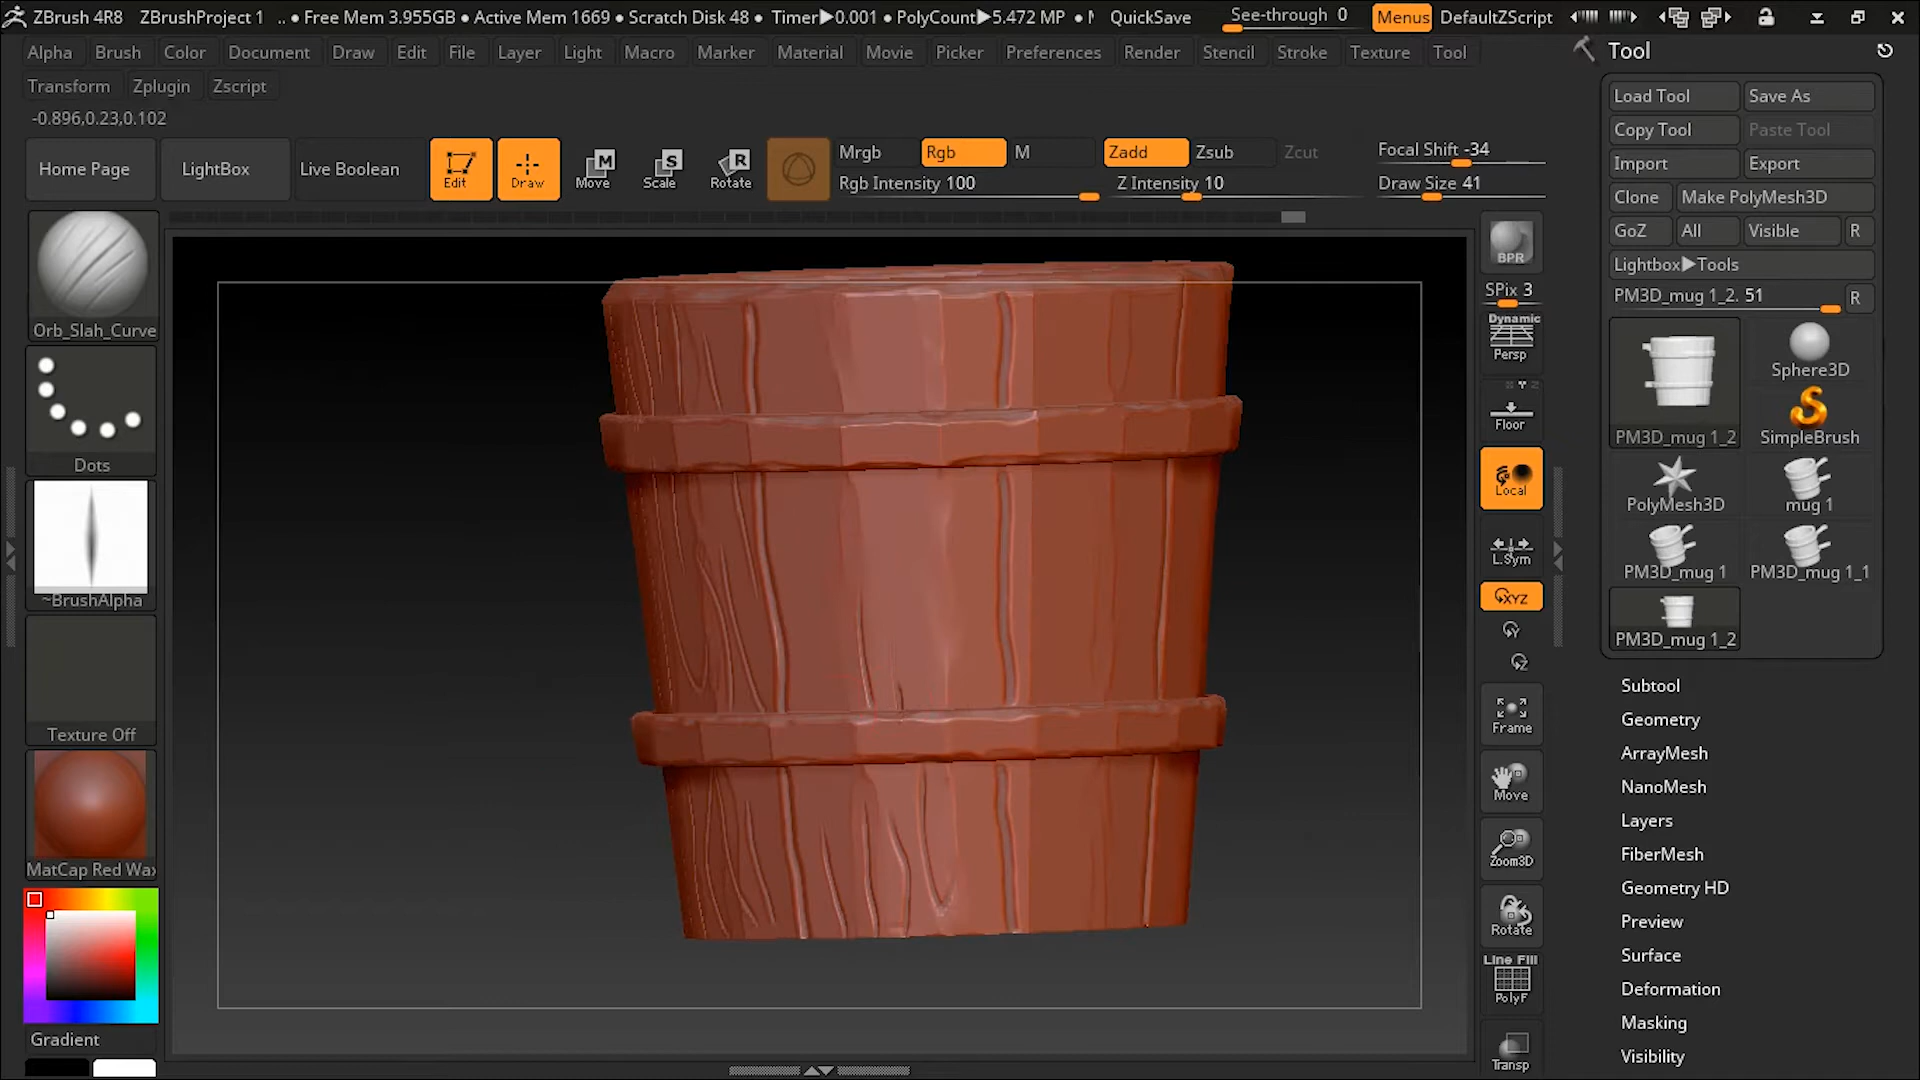 ZBrush 4R8 ZBrushProject 1 .. ● Free Mem 3.955GB ● Active Mem 1669 ● Scratch Disk 48 ● Timer▶0.001 ● PolyCount▶5.472 MP ● M QuickSave See-through 0 Menus DefaultZScript
Alpha Brush Color Document Draw Edit File Layer Light Macro Marker Material Movie Picker Preferences Render Stencil Stroke Texture Tool
Transform Zplugin Zscript
-0.896,0.23,0.102
Home Page LightBox Live Boolean Edit Draw Move Scale Rotate
M S R
Mrgb Rgb M Zadd Zsub Zcut Focal Shift -34
Rgb Intensity 100 Z Intensity 10 Draw Size 41
Orb_Slah_Curve
Dots
~BrushAlpha
Texture Off
MatCap Red Wax
Gradient
BPR
SPix 3
Dynamic
Persp
Floor
Local
L.Sym
XYZ
Y
Z
Frame
Move
Zoom3D
Rotate
Line Fill
PolyF
Transp
Tool
Load Tool Save As
Copy Tool Paste Tool
Import Export
Clone Make PolyMesh3D
GoZ All Visible R
Lightbox▶Tools
PM3D_mug 1_2. 51 R
PM3D_mug 1_2 Sphere3D
SimpleBrush
PolyMesh3D mug 1
PM3D_mug 1 PM3D_mug 1_1
PM3D_mug 1_2
Subtool
Geometry
ArrayMesh
NanoMesh
Layers
FiberMesh
Geometry HD
Preview
Surface
Deformation
Masking
Visibility